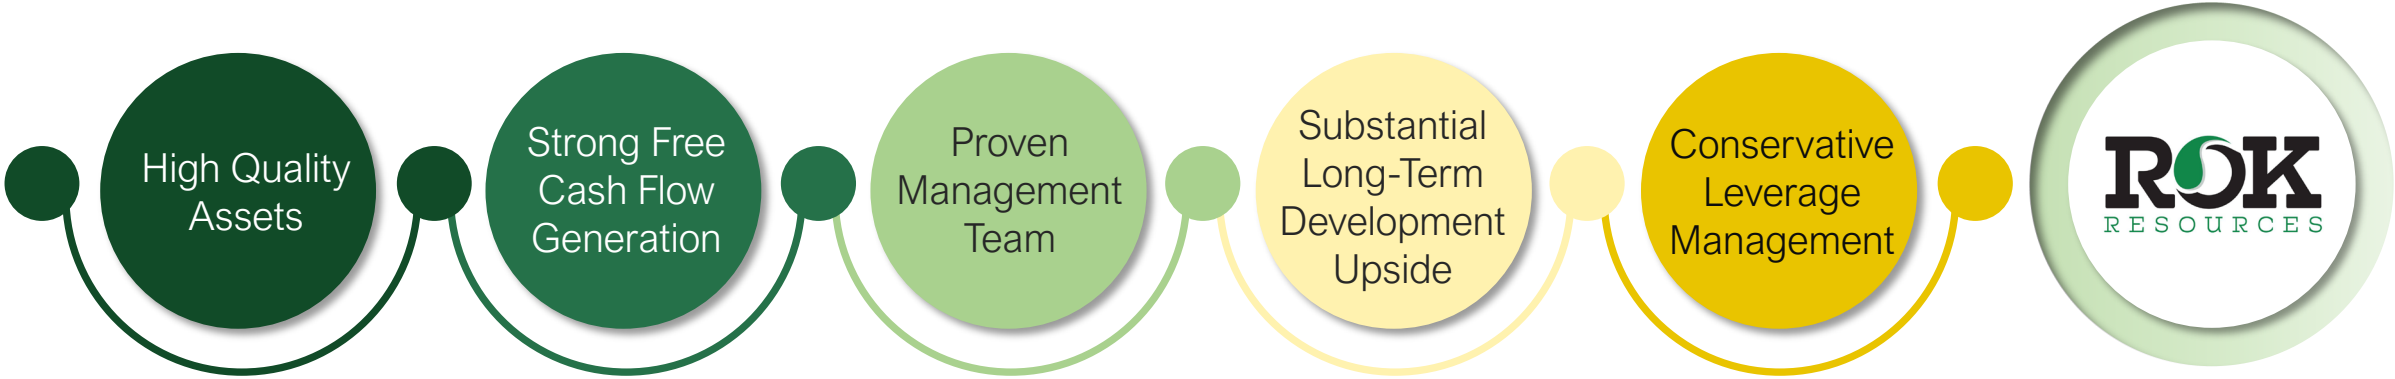 High Quality
Assets
Strong Free
Cash Flow
Generation
Proven
Management
Team
Substantial
Long-Term
Development
Upside
Conservative
Leverage
Management
ROK
RESOURCES